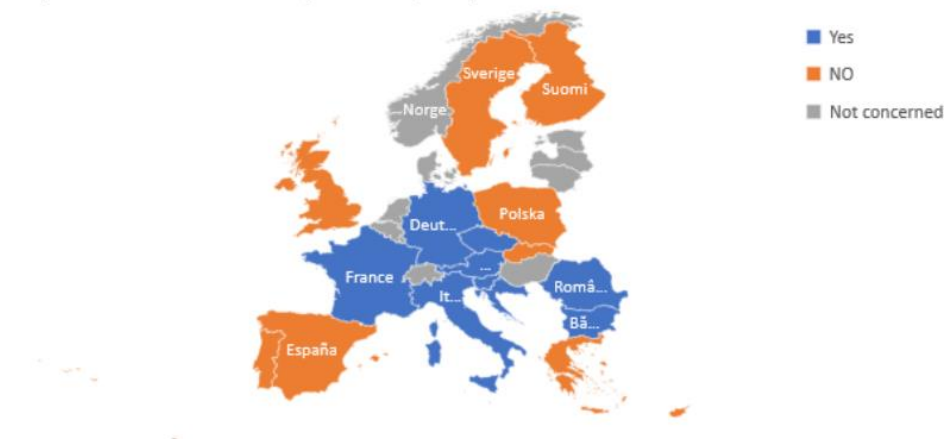 Yes
NO
Not concerned
Sverige
Suomi
...Norge
Polska
Deut...
...
France
It...
Româ...
Bă...
España